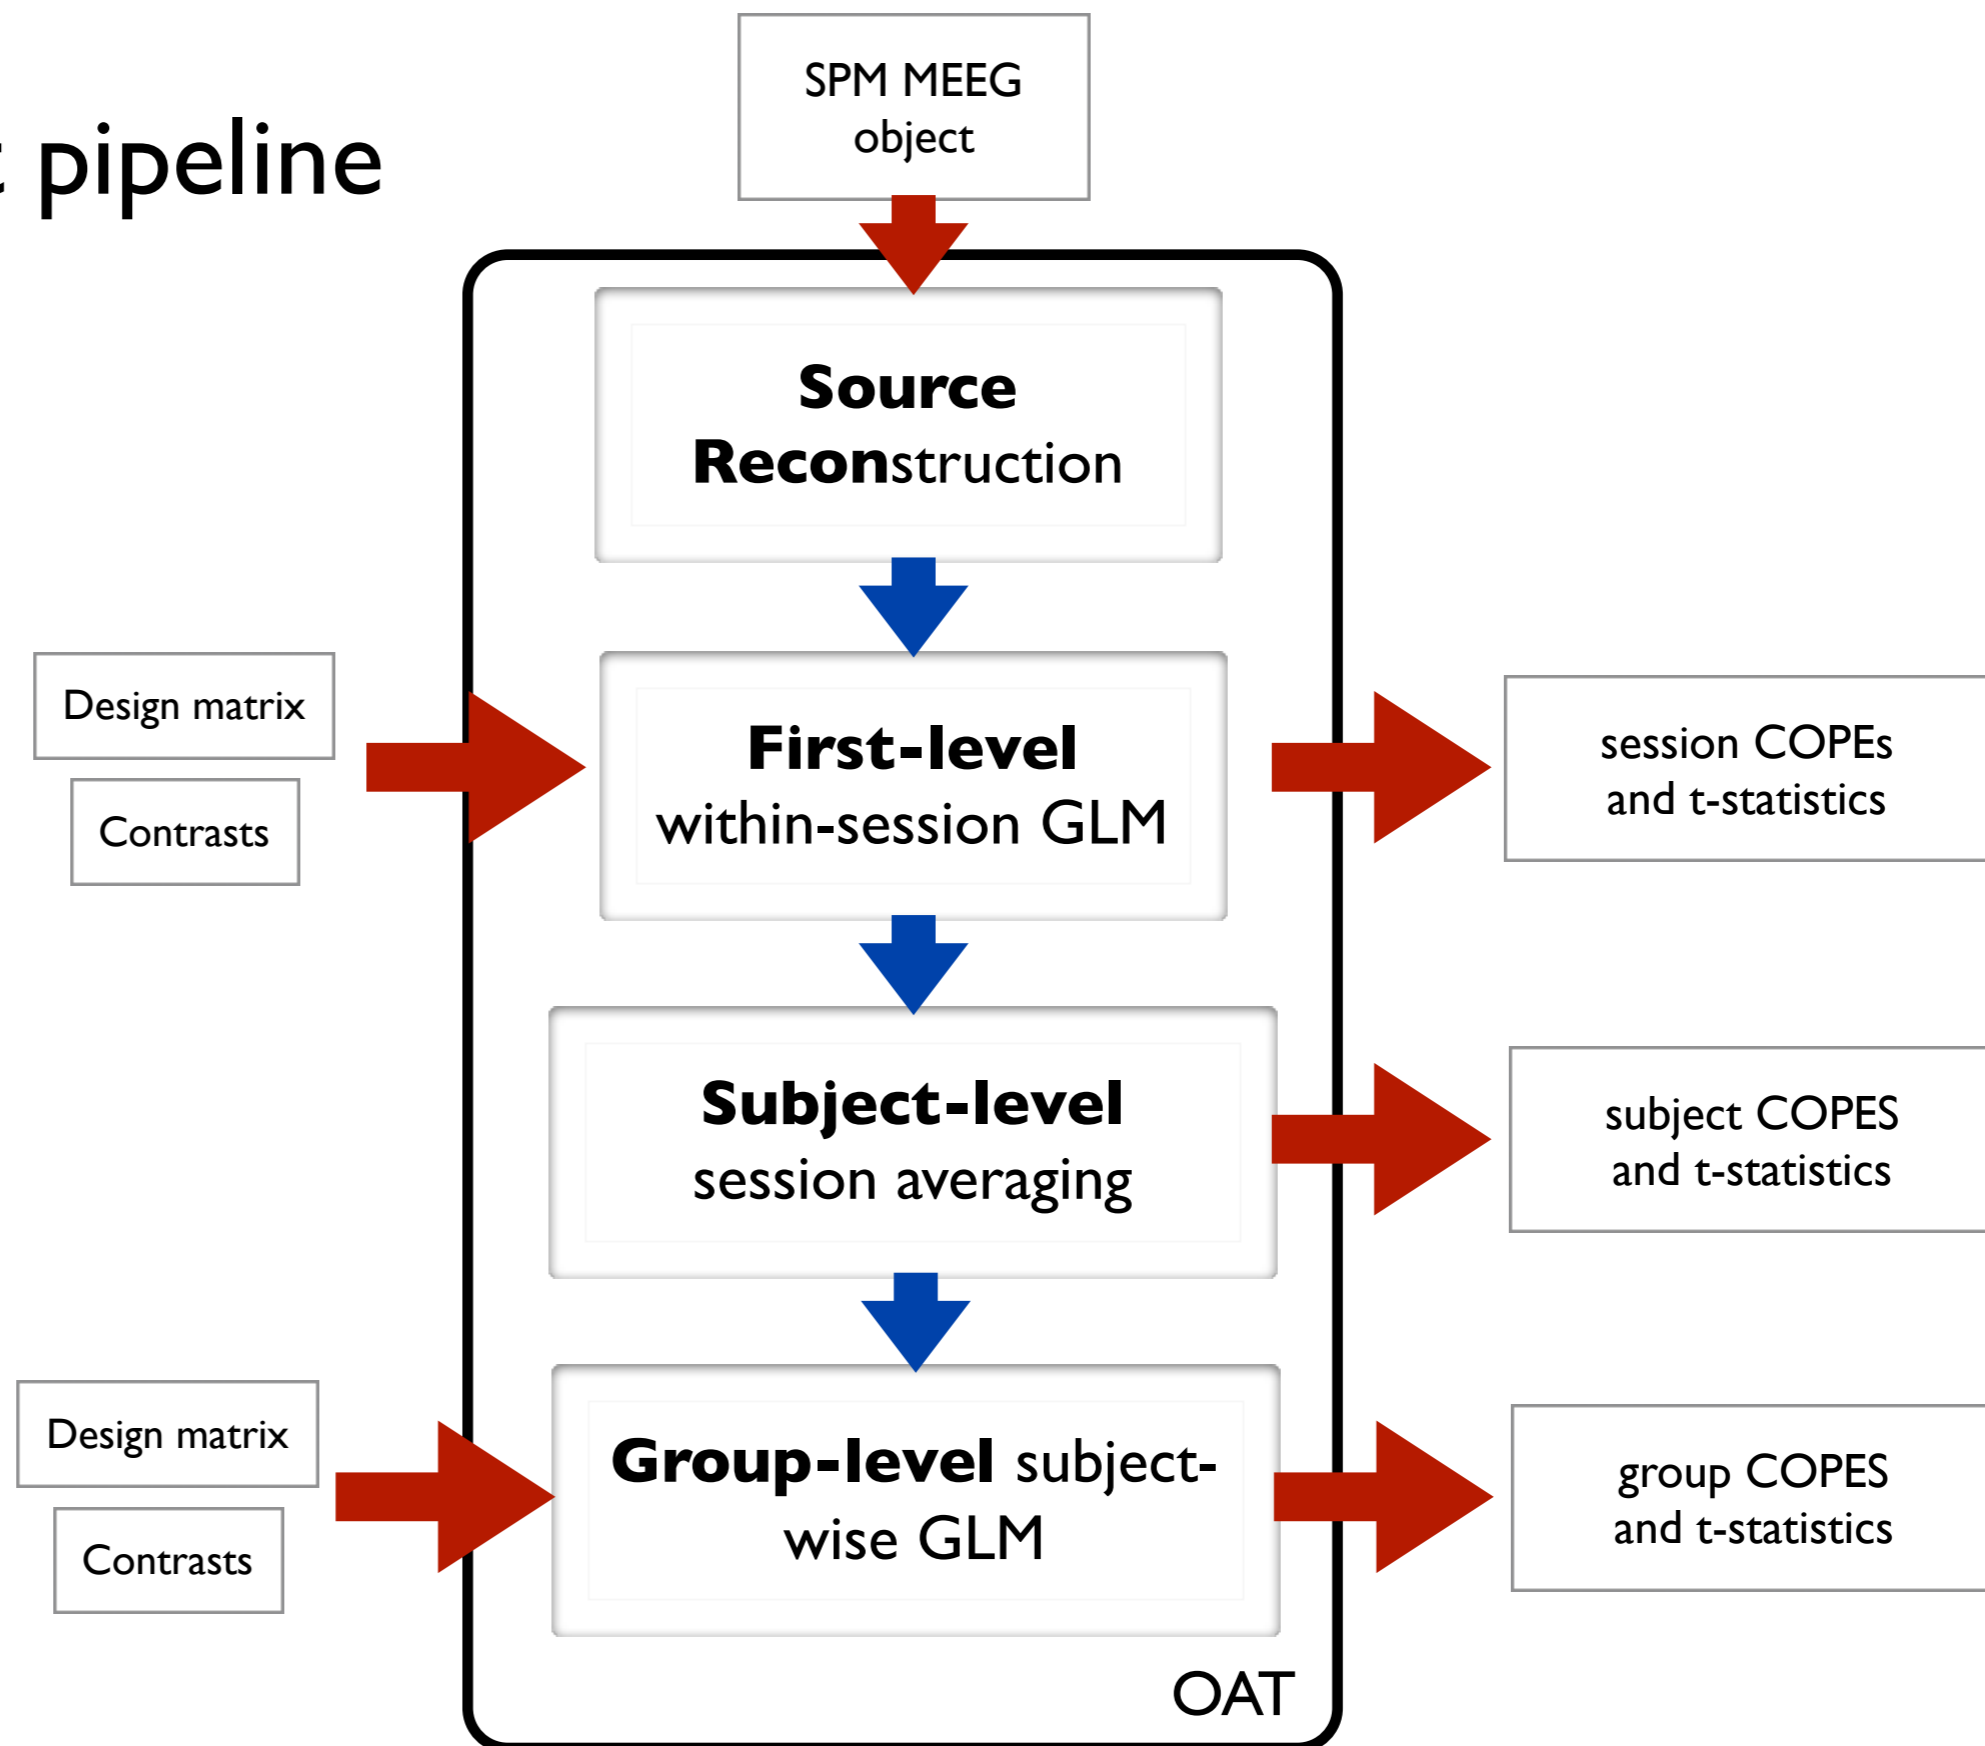 pipeline
SPM MEEG
object
Source
Reconstruction
Design matrix
Contrasts
First-level
within-session GLM
session COPEs
and t-statistics
Subject-level
session averaging
subject COPES
and t-statistics
Design matrix
Contrasts
Group-level subject-
wise GLM
group COPES
and t-statistics
OAT